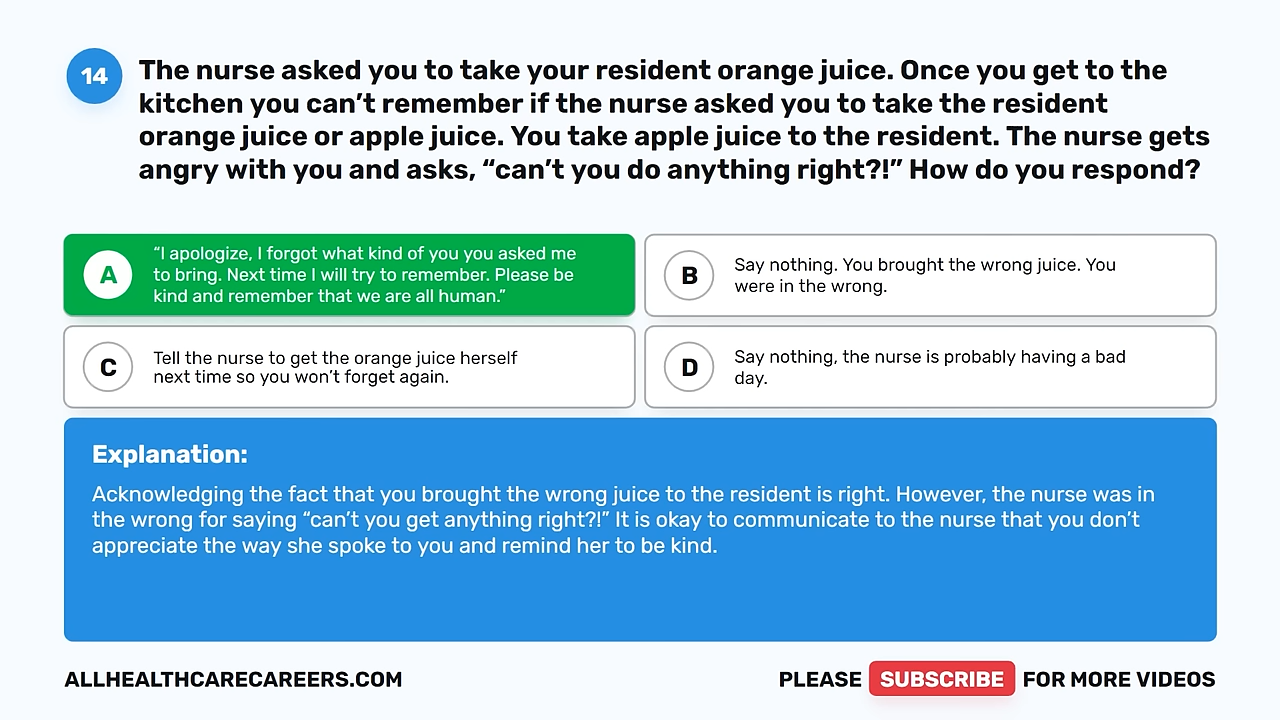 14
The nurse asked you to take your resident orange juice. Once you get to the
kitchen you can't remember if the nurse asked you to take the resident
orange juice or apple juice. You take apple juice to the resident. The nurse gets
angry with you and asks, “can't you do anything right?!” How do you respond?
A
“I apologize, I forgot what kind of you you asked me
to bring. Next time I will try to remember. Please be
kind and remember that we are all human.”
B
Say nothing. You brought the wrong juice. You
were in the wrong.
C
Tell the nurse to get the orange juice herself
next time so you won't forget again.
D
Say nothing, the nurse is probably having a bad
day.
Explanation:
Acknowledging the fact that you brought the wrong juice to the resident is right. However, the nurse was in
the wrong for saying “can't you get anything right?!” It is okay to communicate to the nurse that you don't
appreciate the way she spoke to you and remind her to be kind.
ALLHEALTHCARECAREERS.COM
PLEASE SUBSCRIBE FOR MORE VIDEOS